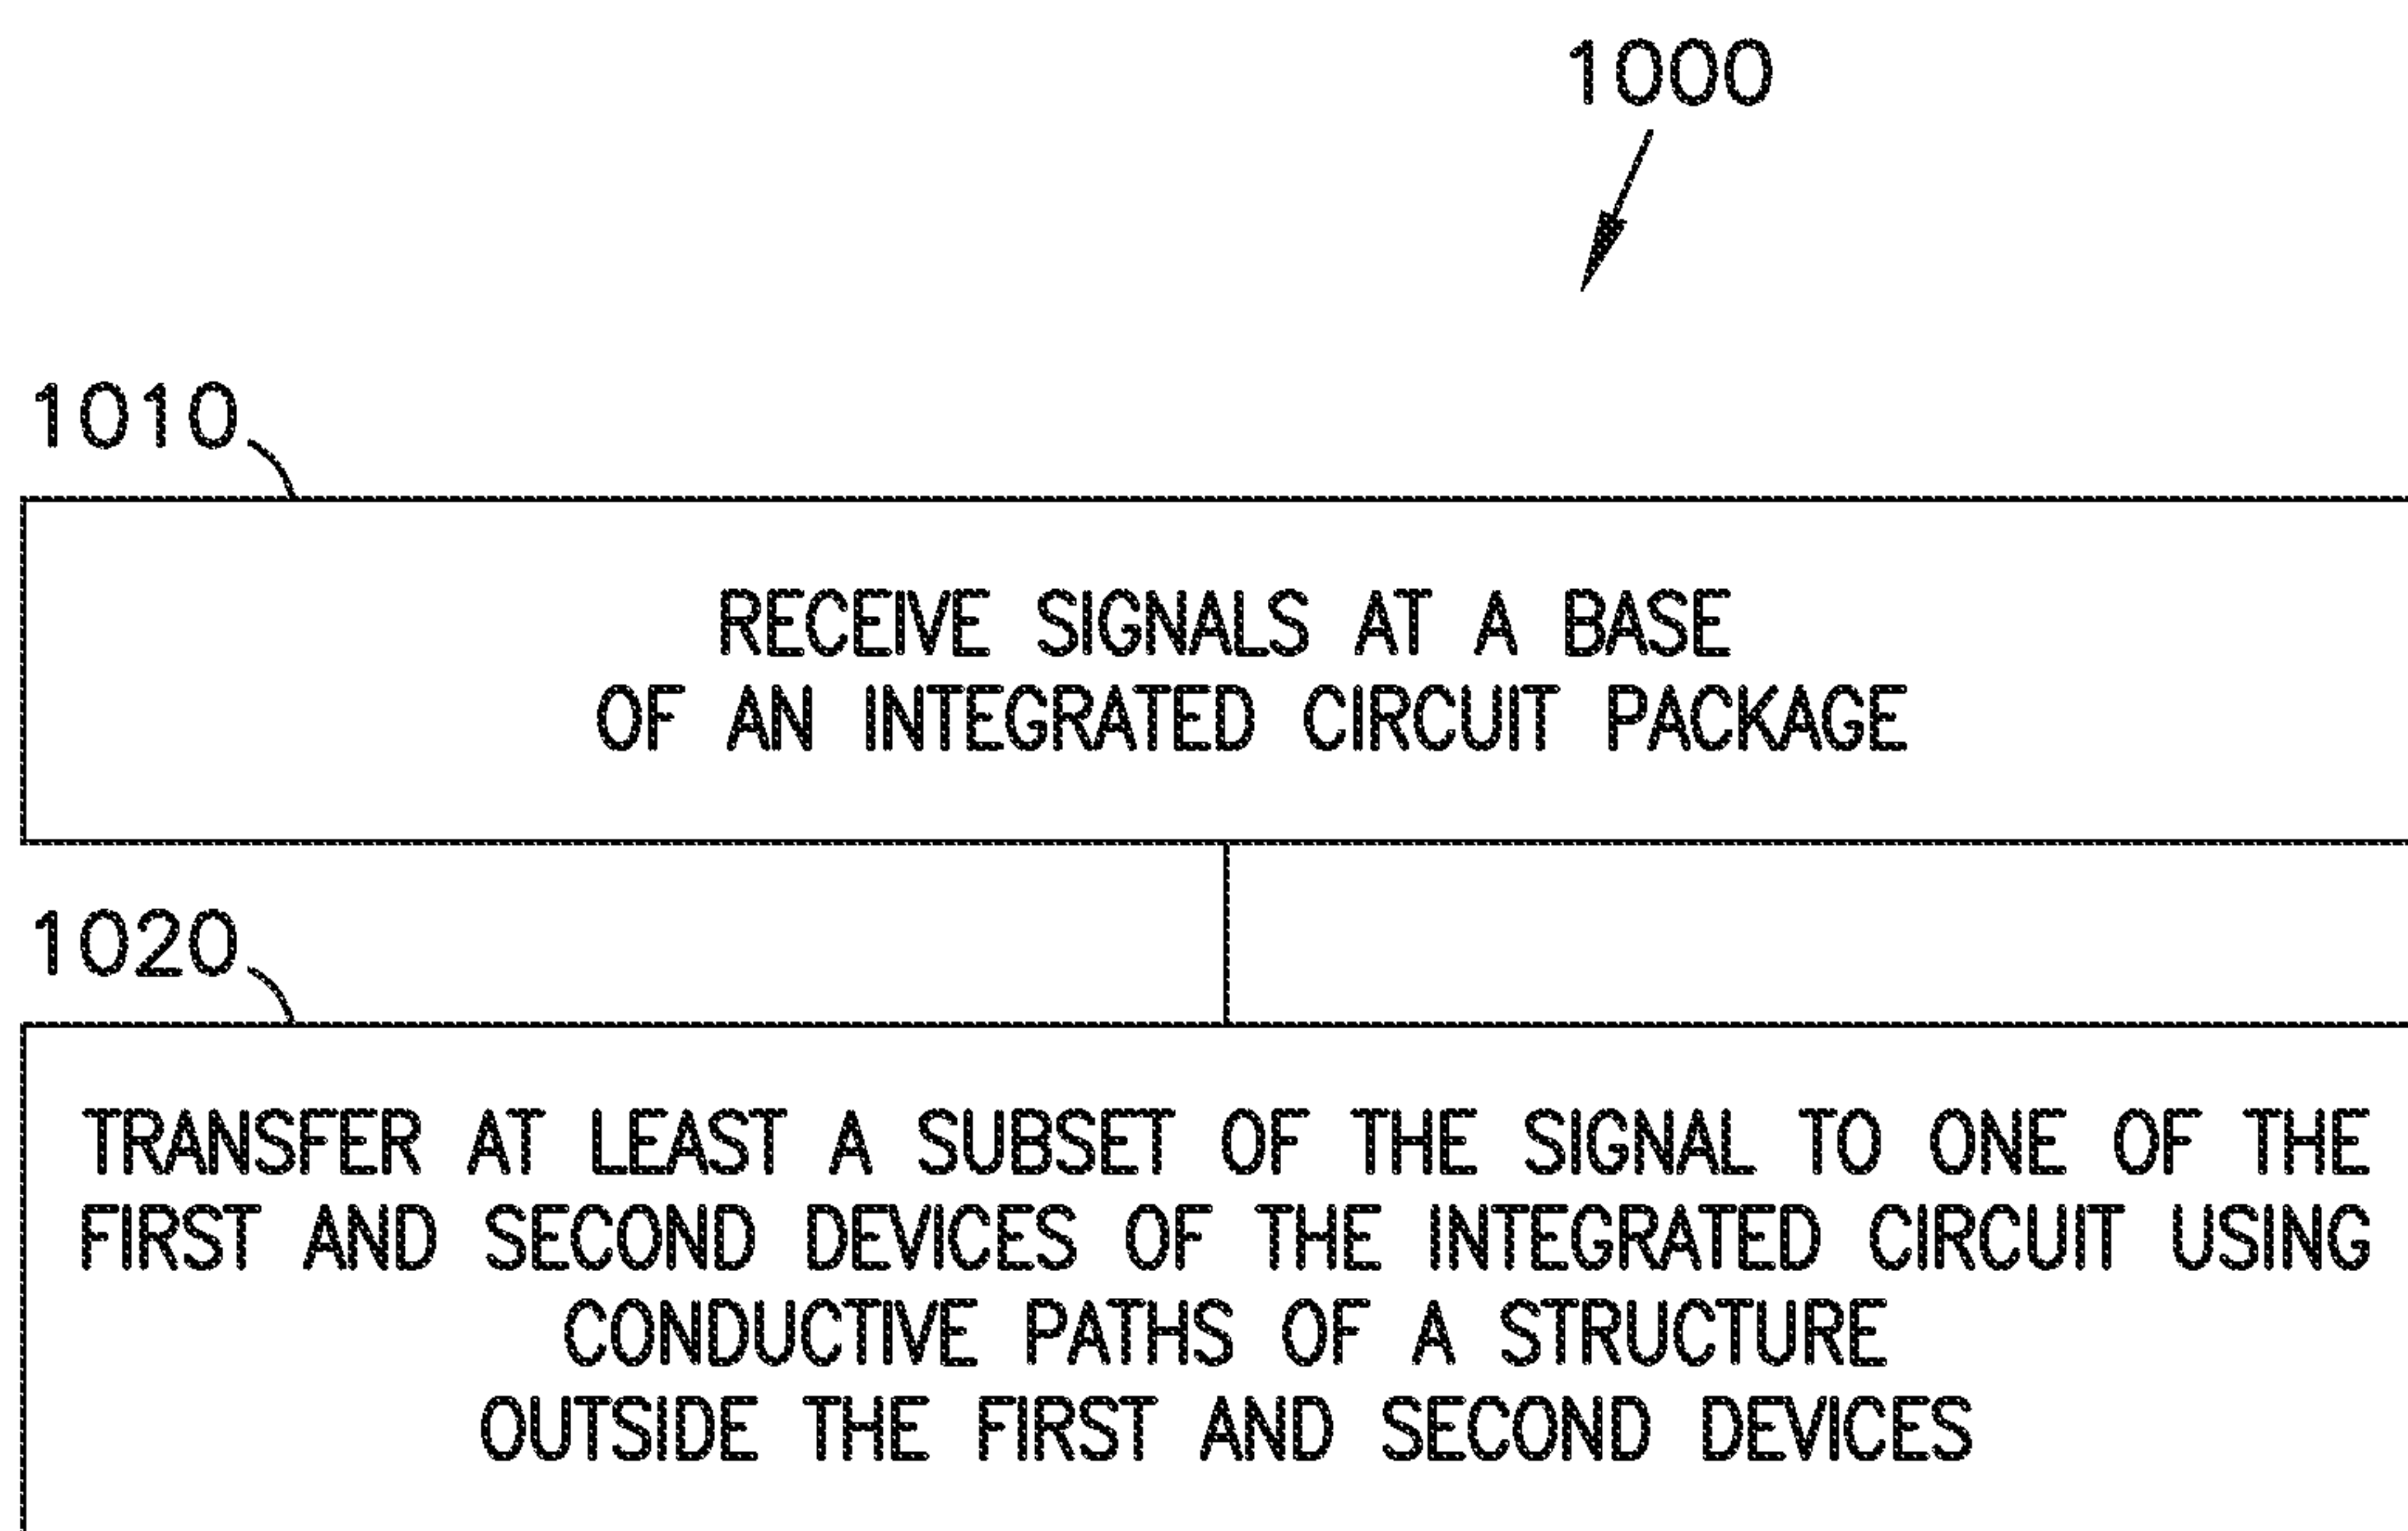 1000
1010
RECEIVE SIGNALS AT A BASE
OF AN INTEGRATED CIRCUIT PACKAGE
1020
TRANSFER AT LEAST A SUBSET OF THE SIGNAL TO ONE OF THE
FIRST AND SECOND DEVICES OF THE INTEGRATED CIRCUIT USING
CONDUCTIVE PATHS OF A STRUCTURE
OUTSIDE THE FIRST AND SECOND DEVICES